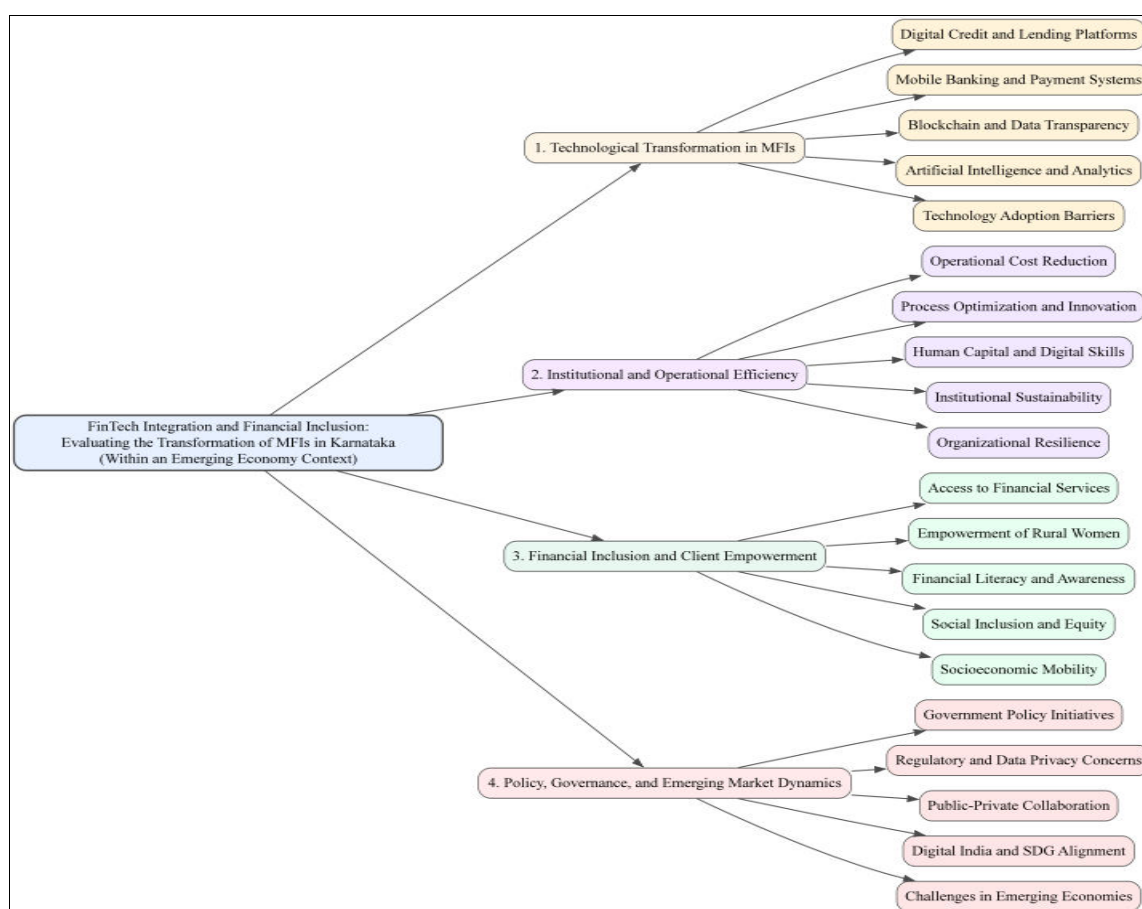 FinTech Integration and Financial Inclusion:
Evaluating the Transformation of MFIs in Karnataka
(Within an Emerging Economy Context)
1. Technological Transformation in MFIs
Digital Credit and Lending Platforms
Mobile Banking and Payment Systems
Blockchain and Data Transparency
Artificial Intelligence and Analytics
Technology Adoption Barriers
2. Institutional and Operational Efficiency
Operational Cost Reduction
Process Optimization and Innovation
Human Capital and Digital Skills
Institutional Sustainability
Organizational Resilience
3. Financial Inclusion and Client Empowerment
Access to Financial Services
Empowerment of Rural Women
Financial Literacy and Awareness
Social Inclusion and Equity
Socioeconomic Mobility
4. Policy, Governance, and Emerging Market Dynamics
Government Policy Initiatives
Regulatory and Data Privacy Concerns
Public-Private Collaboration
Digital India and SDG Alignment
Challenges in Emerging Economies